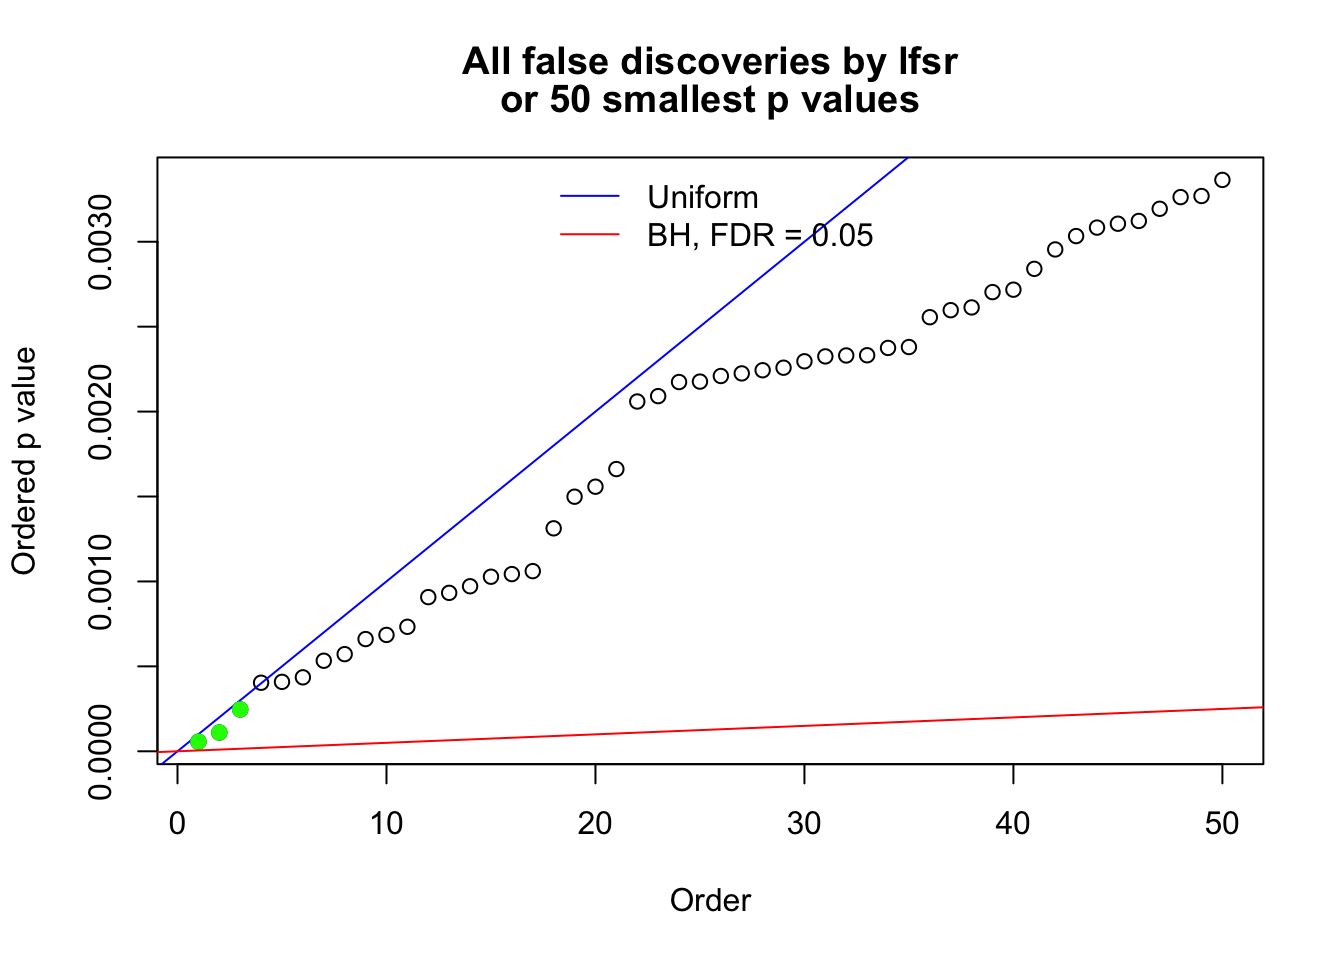 All false discoveries by lfsr
or 50 smallest p values
Uniform
BH, FDR = 0.05
Ordered p value
0.0030
0.0020
0.0010
0.0000
0 10 20 30 40 50
Order